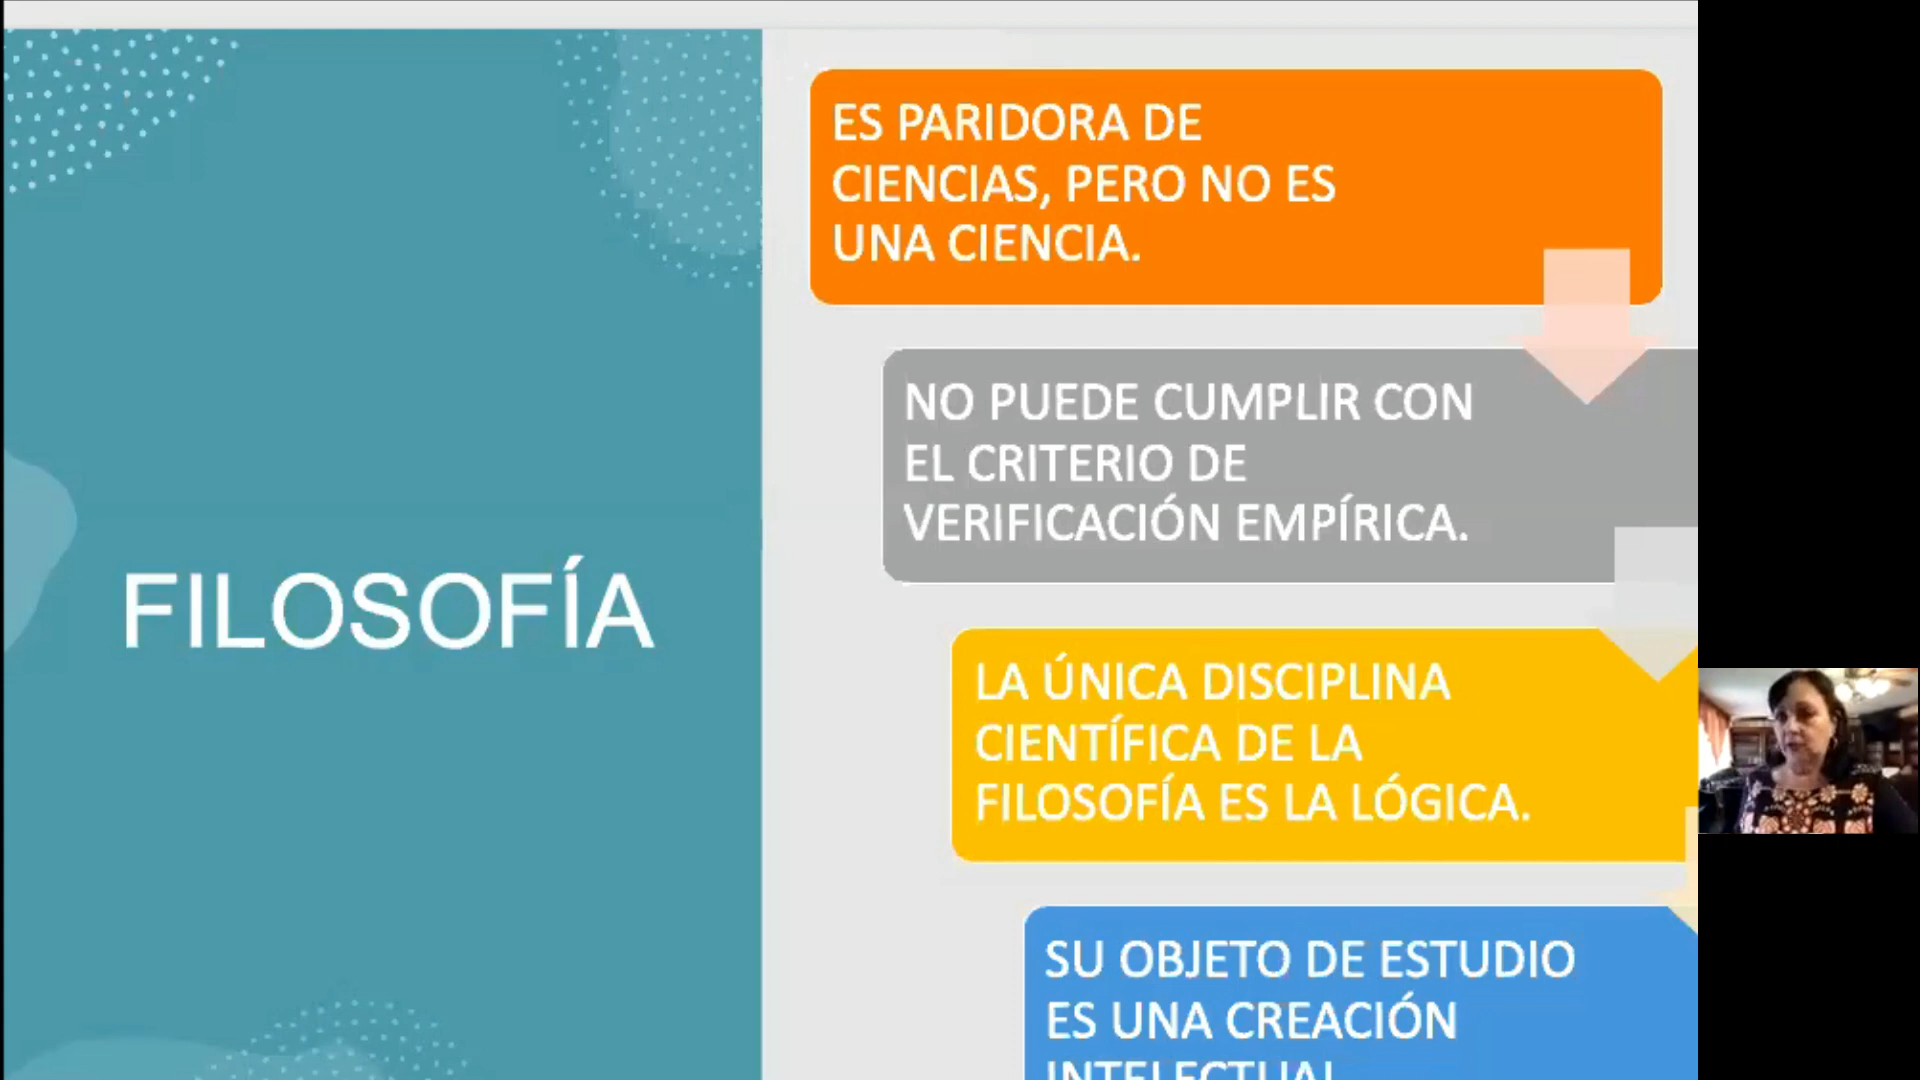 FILOSOFÍA
ES PARIDORA DE
CIENCIAS, PERO NO ES
UNA CIENCIA.
NO PUEDE CUMPLIR CON
EL CRITERIO DE
VERIFICACIÓN EMPÍRICA.
LA ÚNICA DISCIPLINA
CIENTÍFICA DE LA
FILOSOFÍA ES LA LÓGICA.
SU OBJETO DE ESTUDIO
ES UNA CREACIÓN
INTELECTUAL